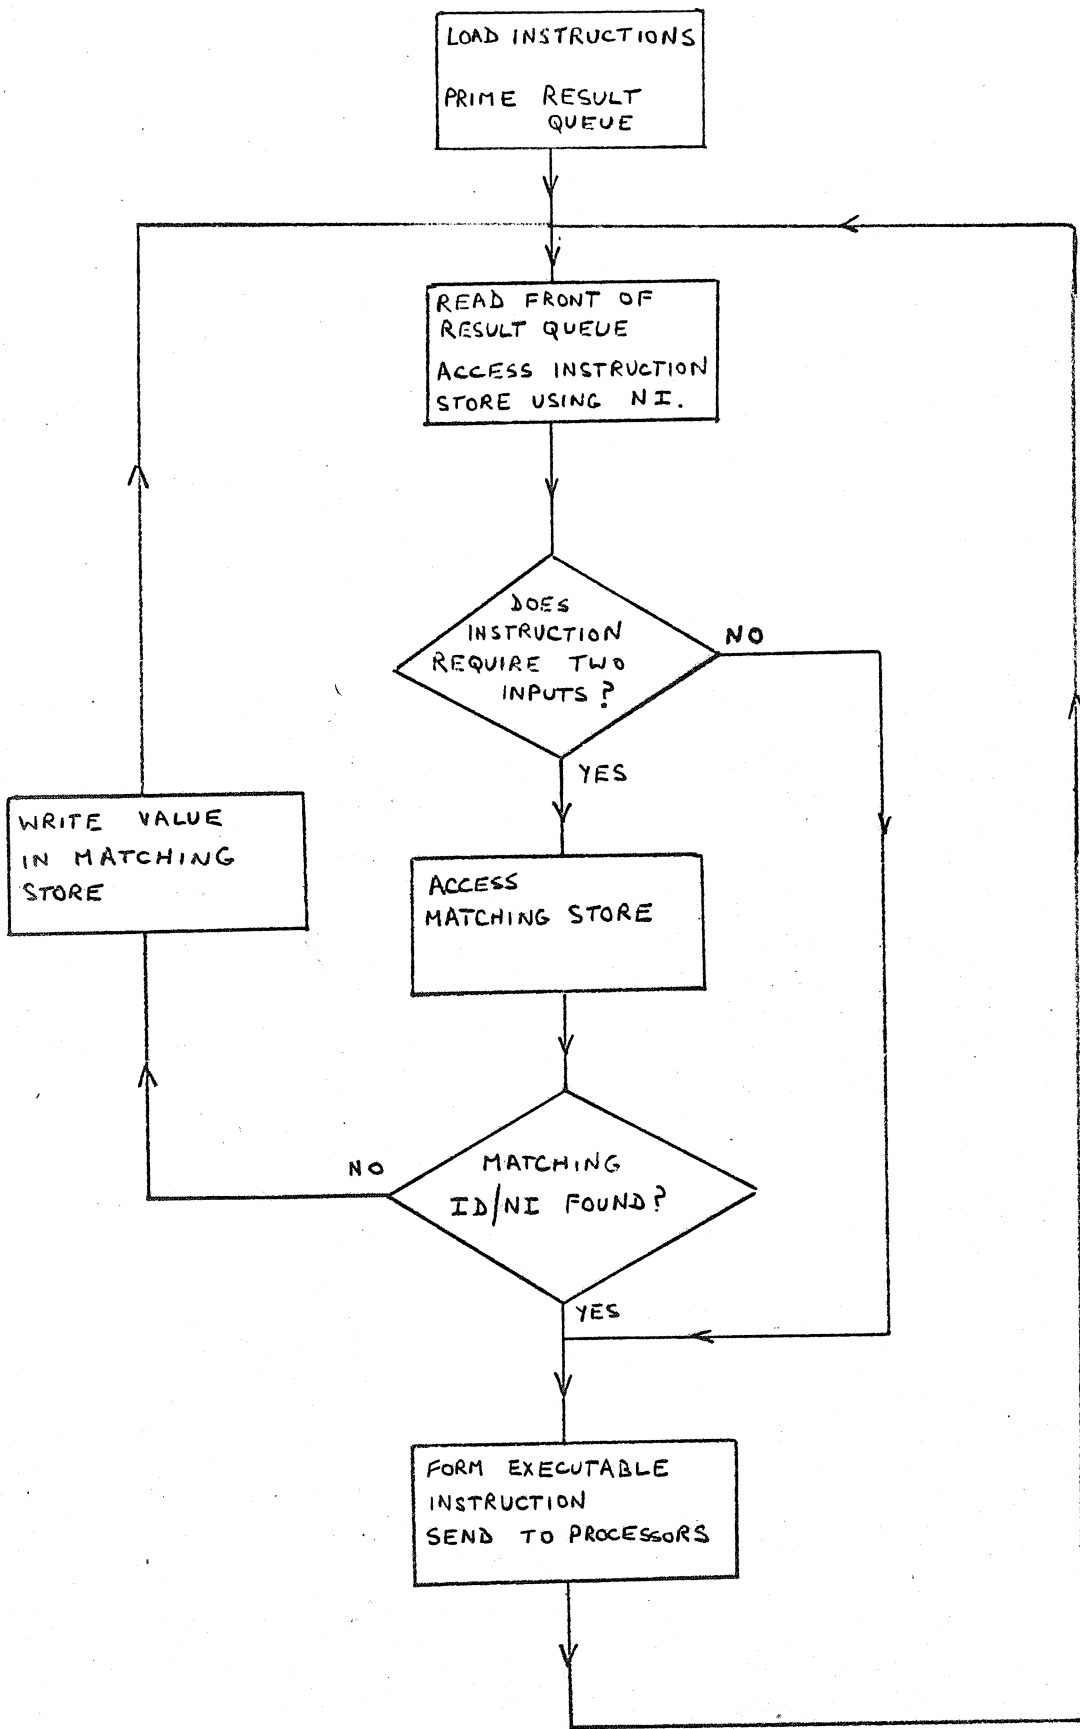 LOAD INSTRUCTIONS
PRIME RESULT
QUEUE
READ FRONT OF
RESULT QUEUE
ACCESS INSTRUCTION
STORE USING NI.
DOES
INSTRUCTION
REQUIRE TWO
INPUTS?
NO
YES
WRITE VALUE
IN MATCHING
STORE
ACCESS
MATCHING STORE
NO
MATCHING
ID/NI FOUND?
YES
FORM EXECUTABLE
INSTRUCTION
SEND TO PROCESSORS